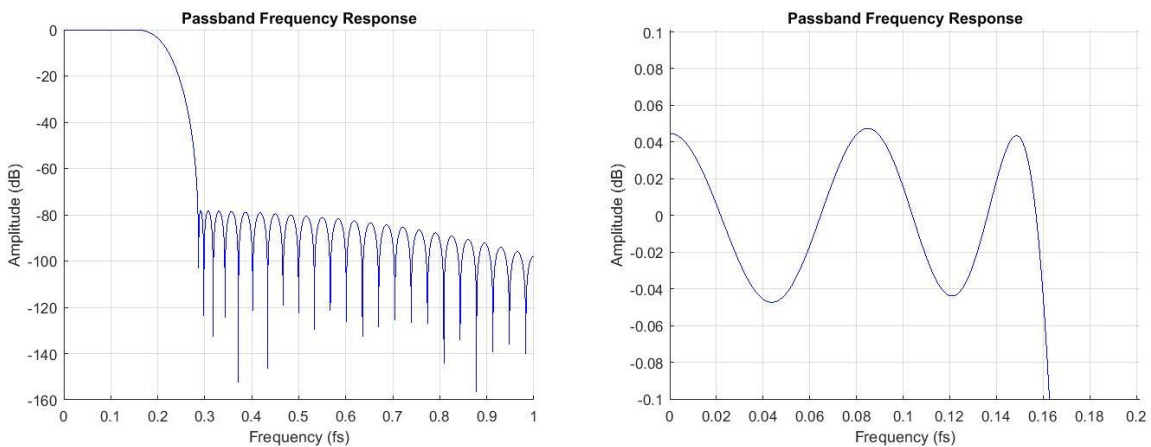 Passband Frequency Response
0
-20
-40
-60
-80
-100
-120
-140
-160
Amplitude (dB)
0 0.1 0.2 0.3 0.4 0.5 0.6 0.7 0.8 0.9 1
Frequency (fs)
Passband Frequency Response
0.1
0.08
0.06
0.04
0.02
0
-0.02
-0.04
-0.06
-0.08
-0.1
Amplitude (dB)
0 0.02 0.04 0.06 0.08 0.1 0.12 0.14 0.16 0.18 0.2
Frequency (fs)